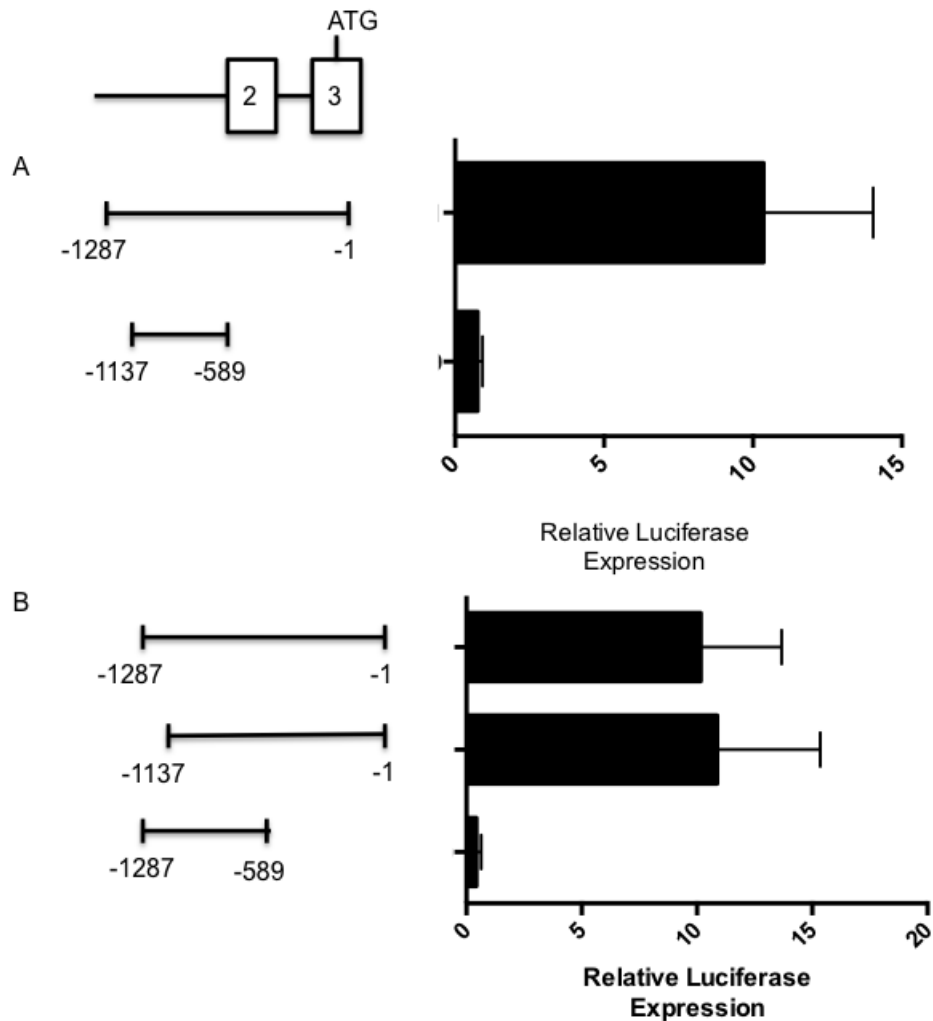 ATG
2 3
A
-1287 -1
-1137 -589
0 5 10 15
Relative Luciferase
Expression
B
-1287 -1
-1137 -1
-1287 -589
0 5 10 15 20
Relative Luciferase
Expression